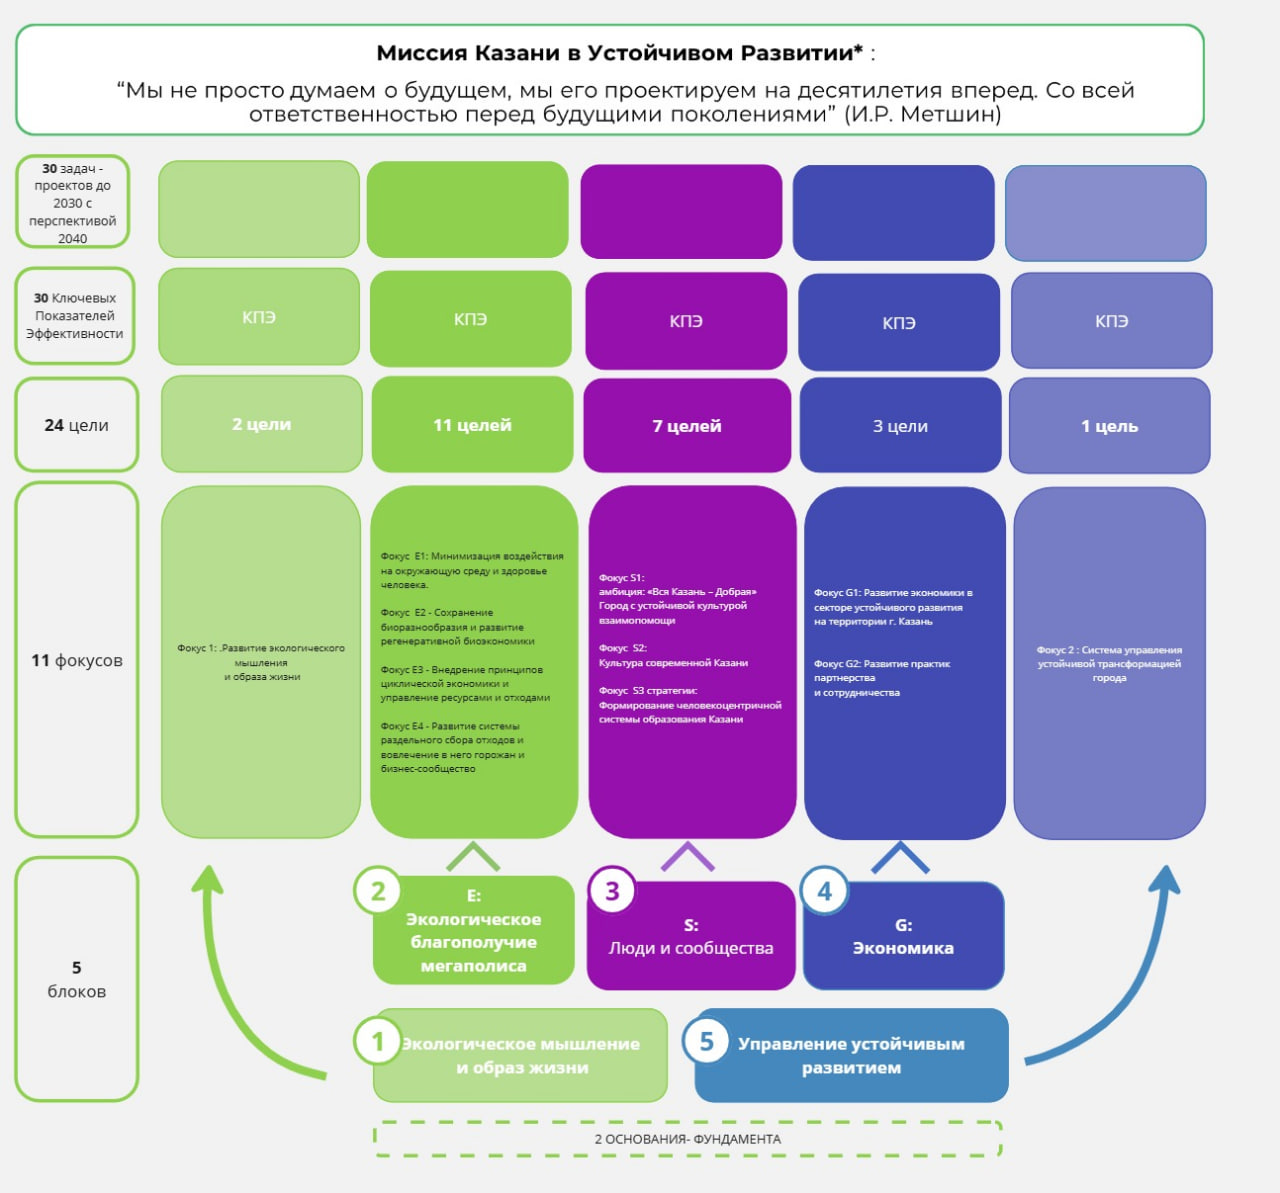 Миссия Казани в Устойчивом Развитии* :
“Мы не просто думаем о будущем, мы его проектируем на десятилетия вперед. Со всей
ответственностью перед будущими поколениями” (И.Р. Метшин)
30 задач -
проектов до
2030 с
перспективой
2040
30 Ключевых
Показателей
Эффективности
КПЭ
КПЭ
КПЭ
КПЭ
КПЭ
24 цели
2 цели
11 целей
7 целей
3 цели
1 цель
11 фокусов
Фокус 1: .Развитие экологического
мышления
и образа жизни
Фокус Е1: Минимизация воздействия
на окружающую среду и здоровье
человека.
Фокус Е2 - Сохранение
биоразнообразия и развитие
регенеративной биоэкономики
Фокус Е3 - Внедрение принципов
циклической экономики и
управление ресурсами и отходами
Фокус Е4 - Развитие системы
раздельного сбора отходов и
вовлечение в него горожан и
бизнес-сообщество
Фокус S1:
амбиция: «Вся Казань – Добрая»
Город с устойчивой культурой
взаимопомощи
Фокус S2:
Культура современной Казани
Фокус S3 стратегии:
Формирование человекоцентричной
системы образования Казани
Фокус G1: Развитие экономики в
секторе устойчивого развития
на территории г. Казань
Фокус G2: Развитие практик
партнерства
и сотрудничества
Фокус 2 : Система управления
устойчивой трансформацией
города
5
блоков
2
E:
Экологическое
благополучие
мегаполиса
3
S:
Люди и сообщества
4
G:
Экономика
1
Экологическое мышление
и образ жизни
5
Управление устойчивым
развитием
2 ОСНОВАНИЯ- ФУНДАМЕНТА